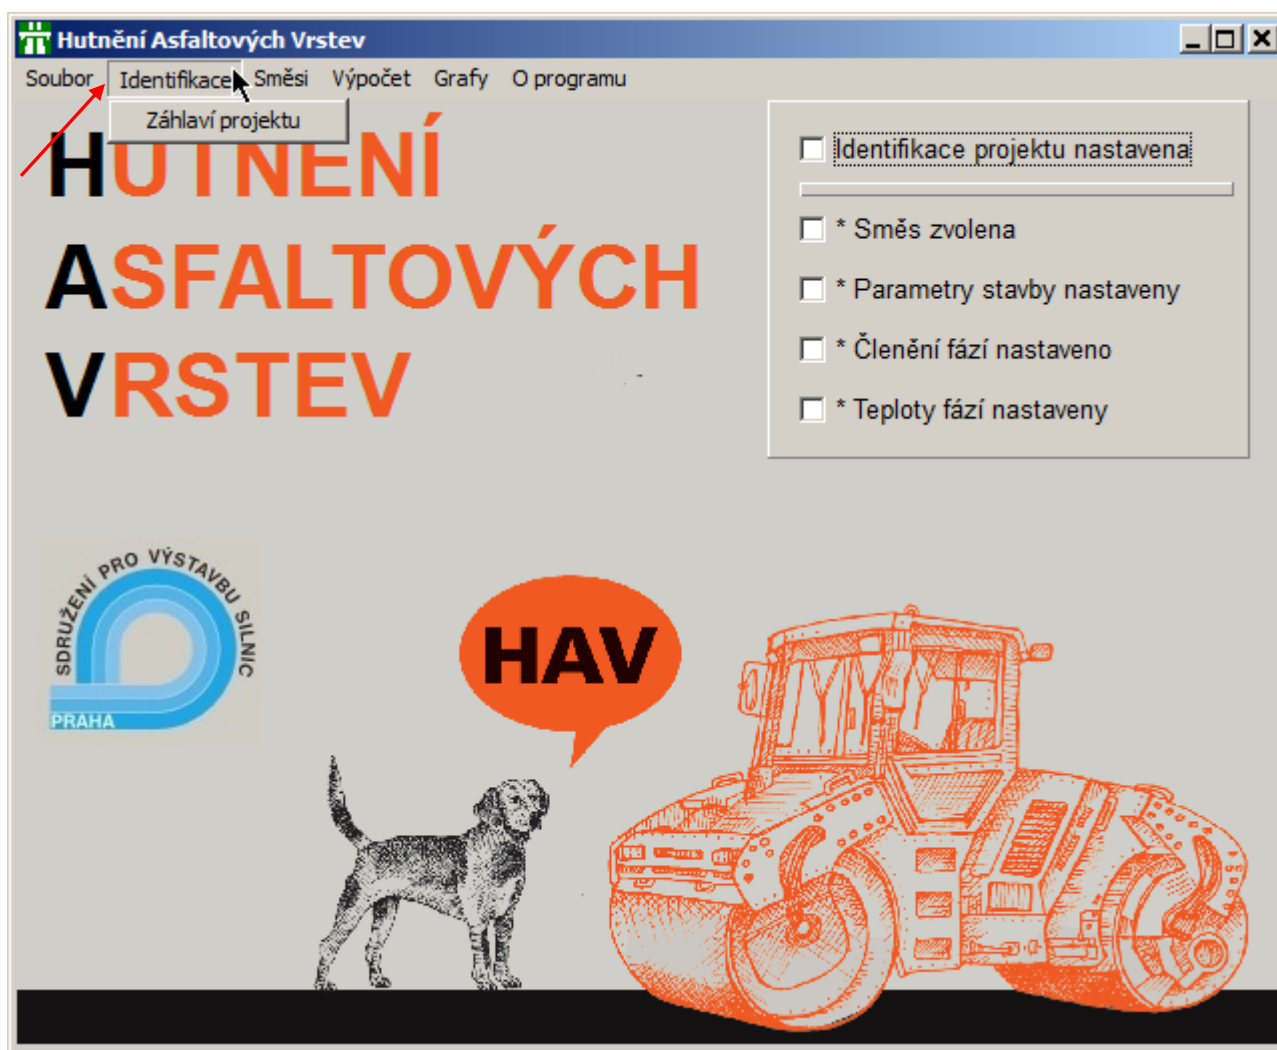 Hutnění Asfaltových Vrstev
Soubor Identifikace Směsi Výpočet Grafy O programu
Záhlaví projektu
HUTNĚNÍ
ASFALTOVÝCH
VRSTEV
Identifikace projektu nastavena
* Směs zvolena
* Parametry stavby nastaveny
* Členění fází nastaveno
* Teploty fází nastaveny
SDRUŽENÍ PRO VÝSTAVBU SILNIC
PRAHA
HAV